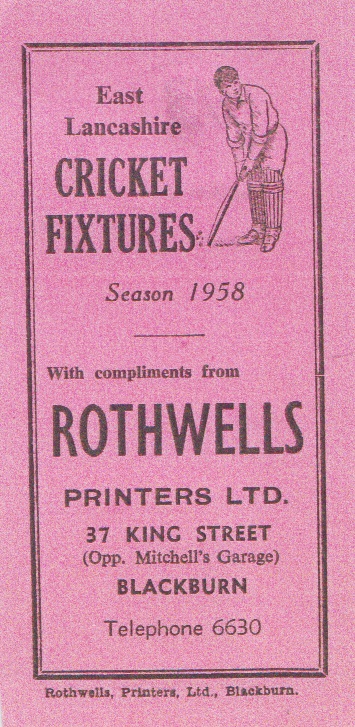 East
Lancashire
CRICKET
FIXTURES
Season 1958
With compliments from
ROTHWELLS
PRINTERS LTD.
37 KING STREET
(Opp. Mitchell's Garage)
BLACKBURN
Telephone 6630
Rothwells, Printers, Ltd., Blackburn.